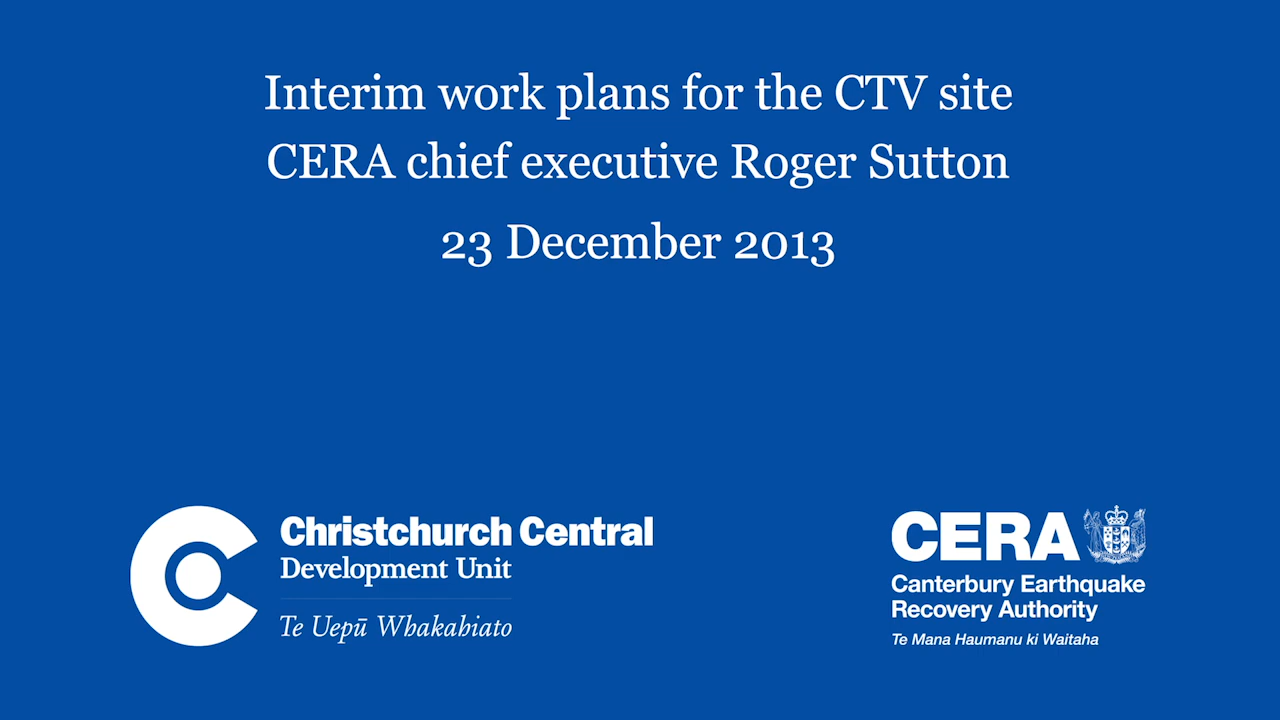 Interim work plans for the CTV site
CERA chief executive Roger Sutton
23 December 2013
Christchurch Central
Development Unit
Te Uepū Whakahiato
CERA
Canterbury Earthquake
Recovery Authority
Te Mana Haumanu ki Waitaha